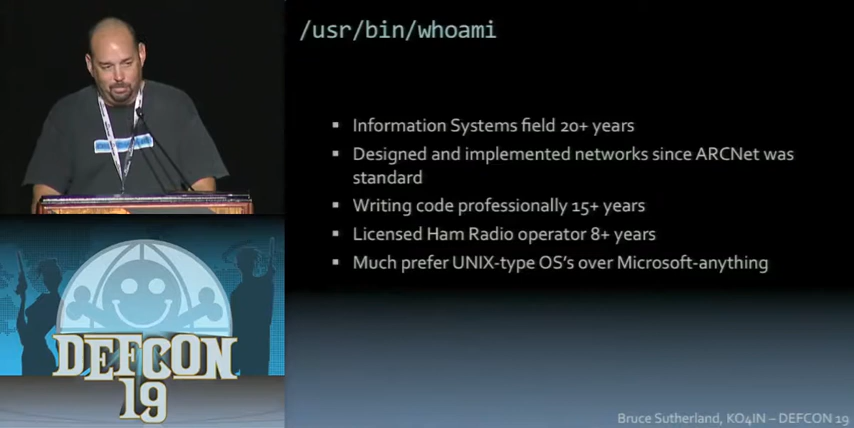 /usr/bin/whoami
Information Systems field 20+ years
Designed and implemented networks since ARCNet was
standard
Writing code professionally 15+ years
Licensed Ham Radio operator 8+ years
Much prefer UNIX-type OS's over Microsoft-anything
DEFCON
19
Bruce Sutherland, KO4IN – DEFCON 19